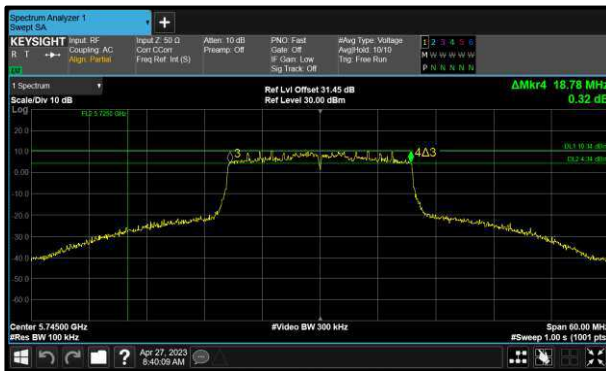 Spectrum Analyzer 1
Swept SA
+
KEYSIGHT
R T
Input: RF
Coupling: AC
Align: Partial
Input Z: 50 Ω
Corr CCorr
Freq Ref: Int (S)
Atten: 10 dB
Preamp: Off
PNO: Fast
Gate: Off
IF Gain: Low
Sig Track: Off
#Avg Type: Voltage
Avg|Hold: 10/10
Trig: Free Run
1 2 3 4 5 6
M W W W W W
P N N N N N
1 Spectrum
Scale/Div 10 dB
Ref Lvl Offset 31.45 dB
Ref Level 30.00 dBm
ΔMkr4 18.78 MHz
0.32 dB
Log
20.0
10.0
0.00
-10.0
-20.0
-30.0
-40.0
-50.0
-60.0
3
4Δ3
Center 5.74500 GHz
#Res BW 100 kHz
#Video BW 300 kHz
Span 60.00 MHz
#Sweep 1.00 s (1001 pts)
?
Apr 27, 2023
8:40:09 AM